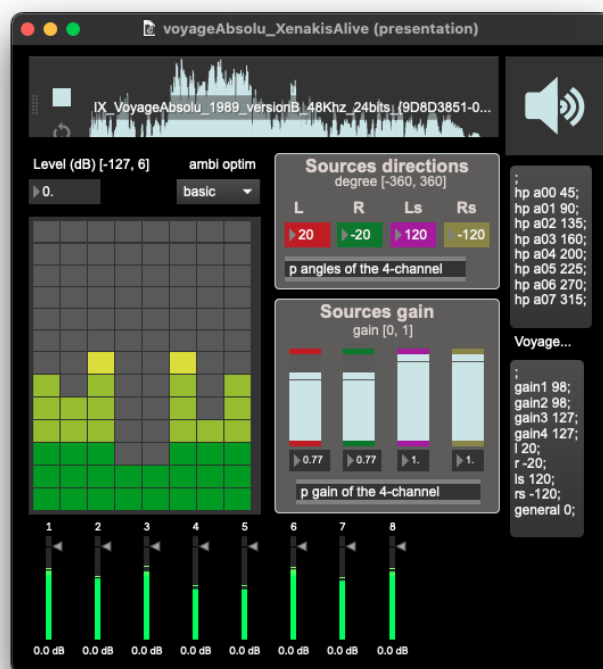 voyageAbsolu_XenakisAlive (presentation)
IX_VoyageAbsolu_1989_versionB_48Khz_24bits_{9D8D3851-0...
Level (dB) [-127, 6]
ambi optim
0.
basic
Sources directions
degree [-360, 360]
L R Ls Rs
20 -20 120 -120
p angles of the 4-channel
Sources gain
gain [0, 1]
0.77 0.77 1. 1.
p gain of the 4-channel
;
hp a00 45;
hp a01 90;
hp a02 135;
hp a03 160;
hp a04 200;
hp a05 225;
hp a06 270;
hp a07 315;
Voyage...
;
gain1 98;
gain2 98;
gain3 127;
gain4 127;
l 20;
r -20;
ls 120;
rs -120;
general 0;
1 2 3 4 5 6 7 8
0.0 dB 0.0 dB 0.0 dB 0.0 dB 0.0 dB 0.0 dB 0.0 dB 0.0 dB